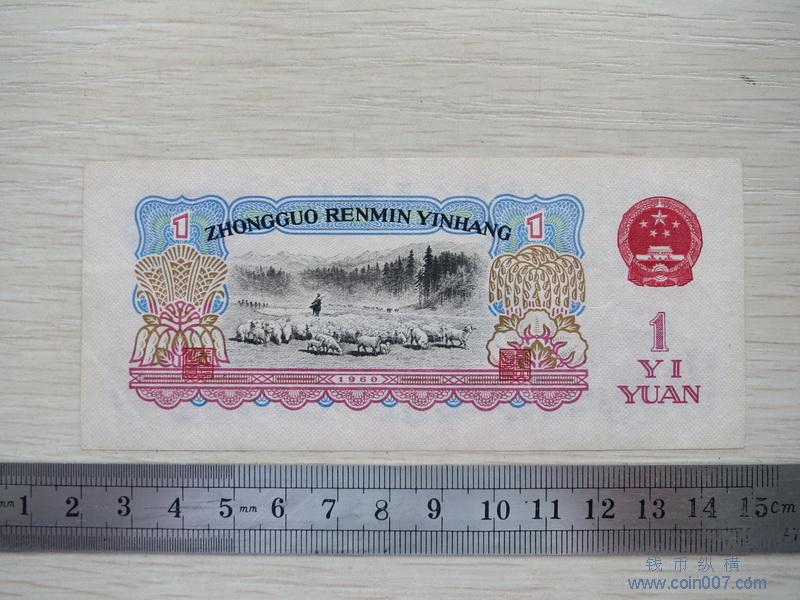 1 1
ZHONGGUO RENMIN YINHANG
1960
1
YI
YUAN
mm 1 2 3 4 5 mm 6 7 8 9 10 11 12 13 14 15 cm
钱币纵横
www.coin007.com